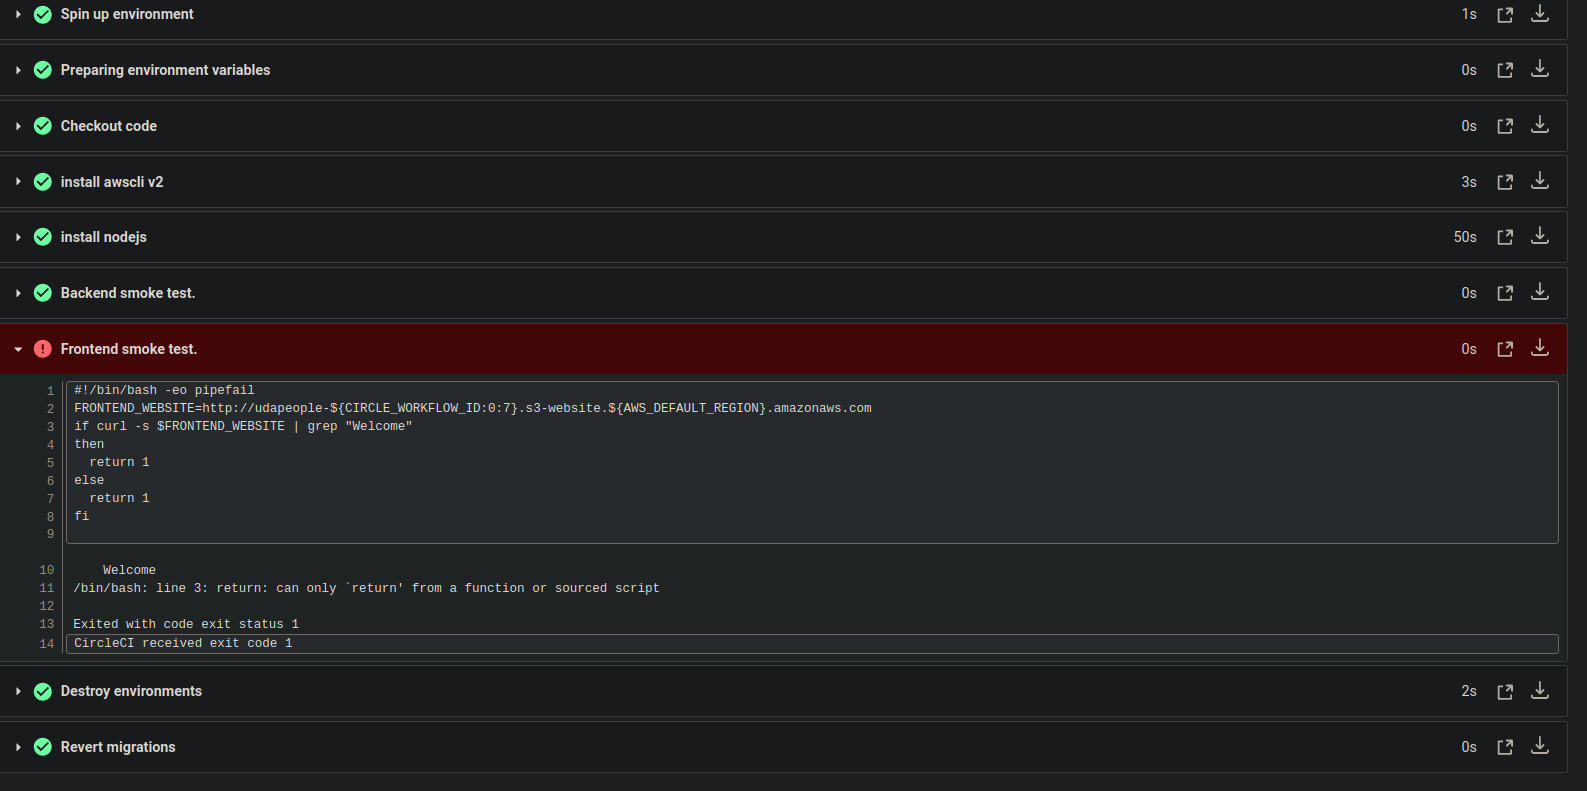 Spin up environment 1s
Preparing environment variables 0s
Checkout code 0s
install awscli v2 3s
install nodejs 50s
Backend smoke test. 0s
Frontend smoke test. 0s
1 #!/bin/bash -eo pipefail
2 FRONTEND_WEBSITE=http://udapeople-${CIRCLE_WORKFLOW_ID:0:7}.s3-website.${AWS_DEFAULT_REGION}.amazonaws.com
3 if curl -s $FRONTEND_WEBSITE | grep "Welcome"
4 then
5   return 1
6 else
7   return 1
8 fi
9
10     Welcome
11 /bin/bash: line 3: return: can only `return' from a function or sourced script
12
13 Exited with code exit status 1
14 CircleCI received exit code 1
Destroy environments 2s
Revert migrations 0s